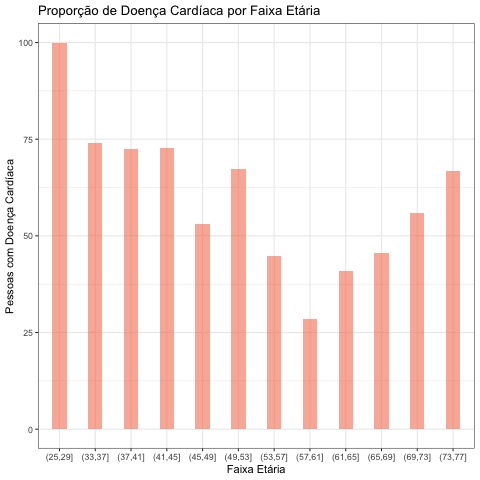 Proporção de Doença Cardíaca por Faixa Etária
Pessoas com Doença Cardíaca
100
75
50
25
0
(25,29] (33,37] (37,41] (41,45] (45,49] (49,53] (53,57] (57,61] (61,65] (65,69] (69,73] (73,77]
Faixa Etária